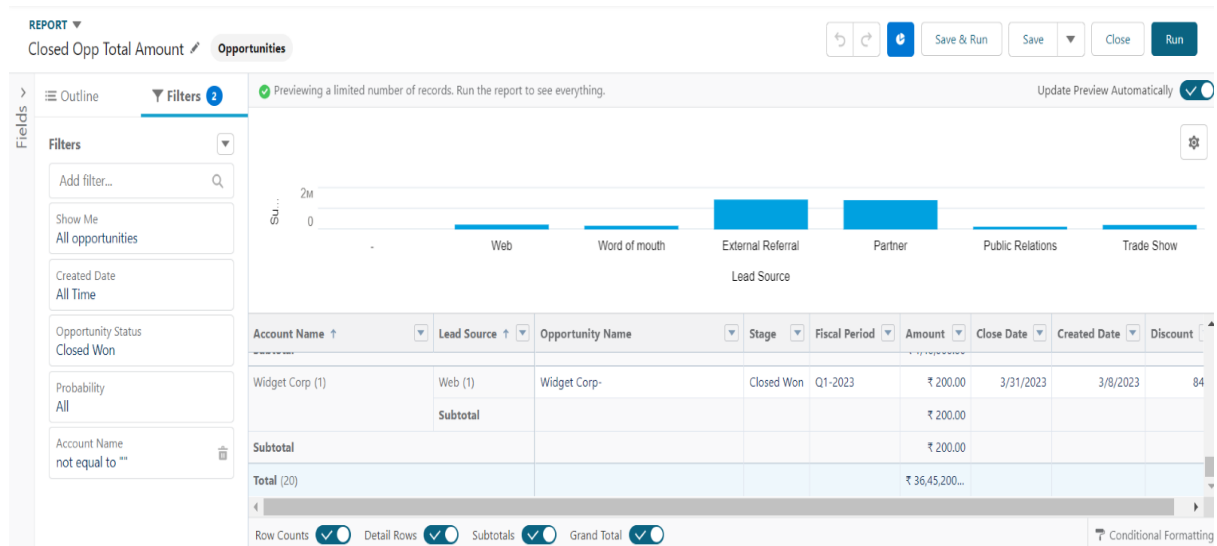 REPORT
Closed Opp Total Amount Opportunities
Save & Run Save Close Run
Fields
Outline Filters 2
Previewing a limited number of records. Run the report to see everything. Update Preview Automatically
Filters
Add filter...
Show Me
All opportunities
Created Date
All Time
Opportunity Status
Closed Won
Probability
All
Account Name
not equal to ""
Su...
2M
0
- Web Word of mouth External Referral Partner Public Relations Trade Show
Lead Source
Account Name Lead Source Opportunity Name Stage Fiscal Period Amount Close Date Created Date Discount
Widget Corp (1) Web (1) Widget Corp- Closed Won Q1-2023 ₹ 200.00 3/31/2023 3/8/2023 84
Subtotal ₹ 200.00
Subtotal ₹ 200.00
Total (20) ₹ 36,45,200...
Row Counts Detail Rows Subtotals Grand Total Conditional Formatting